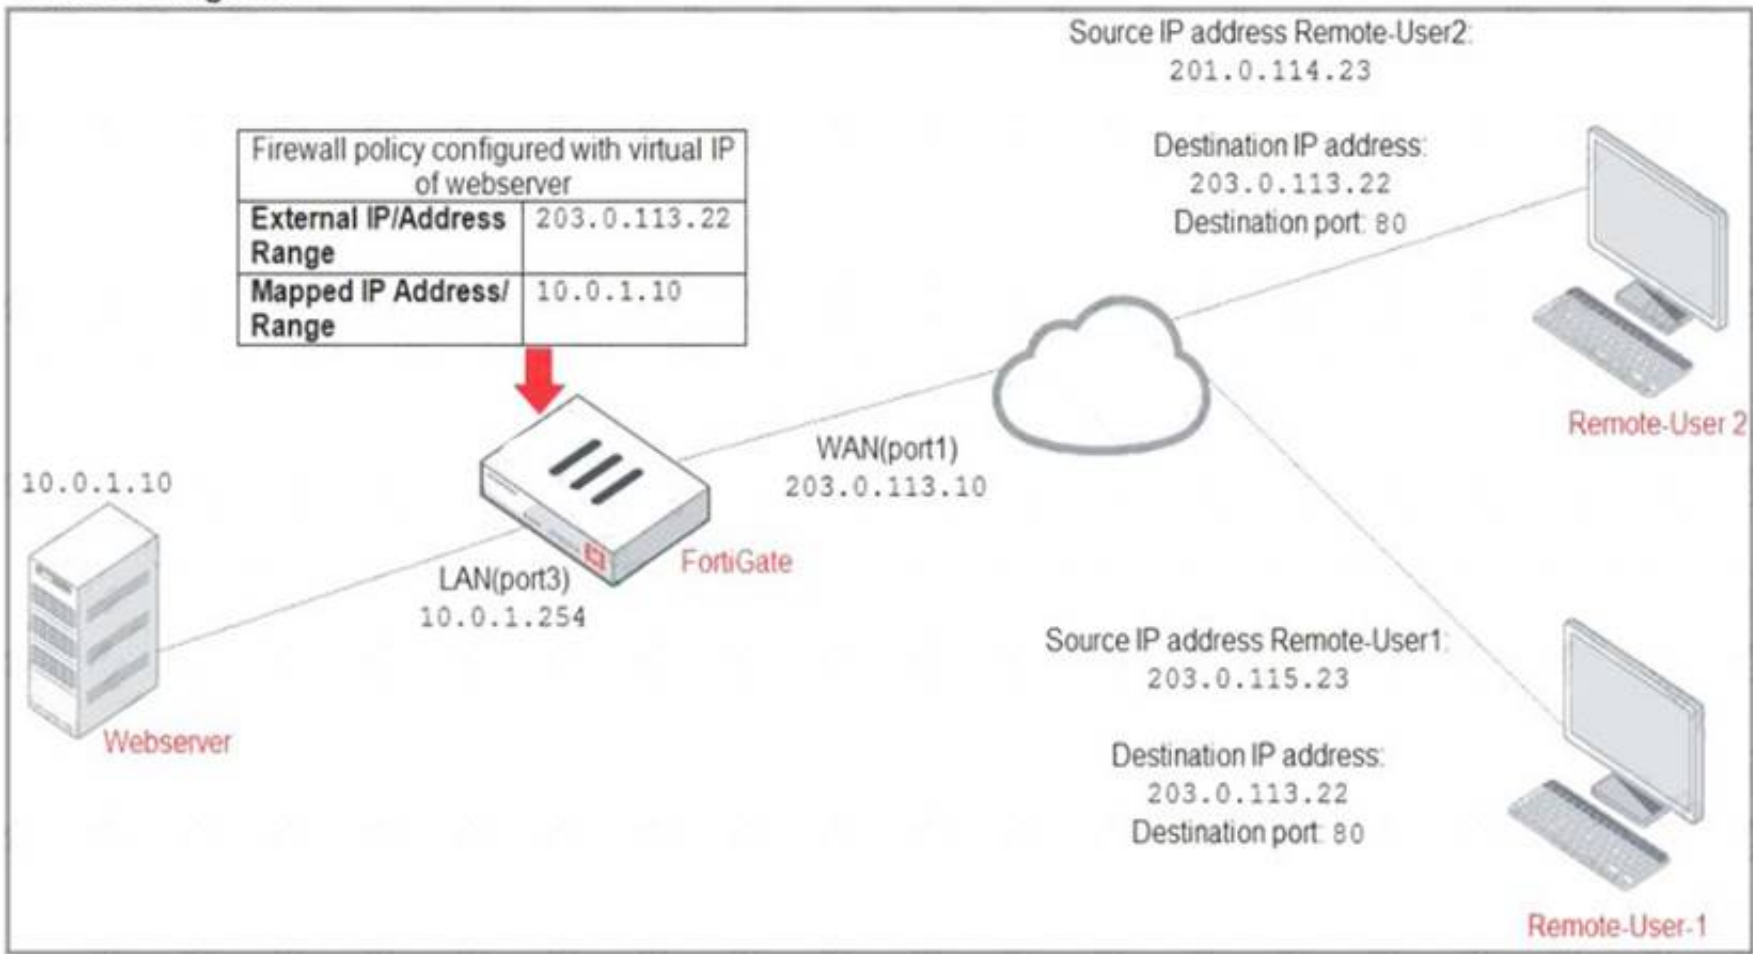 Source IP address Remote-User2:
201.0.114.23
Destination IP address:
203.0.113.22
Destination port: 80
Firewall policy configured with virtual IP
of webserver
External IP/Address
Range
203.0.113.22
Mapped IP Address/
Range
10.0.1.10
Remote-User 2
WAN(port1)
203.0.113.10
10.0.1.10
FortiGate
LAN(port3)
10.0.1.254
Source IP address Remote-User1:
203.0.115.23
Webserver
Destination IP address:
203.0.113.22
Destination port: 80
Remote-User-1